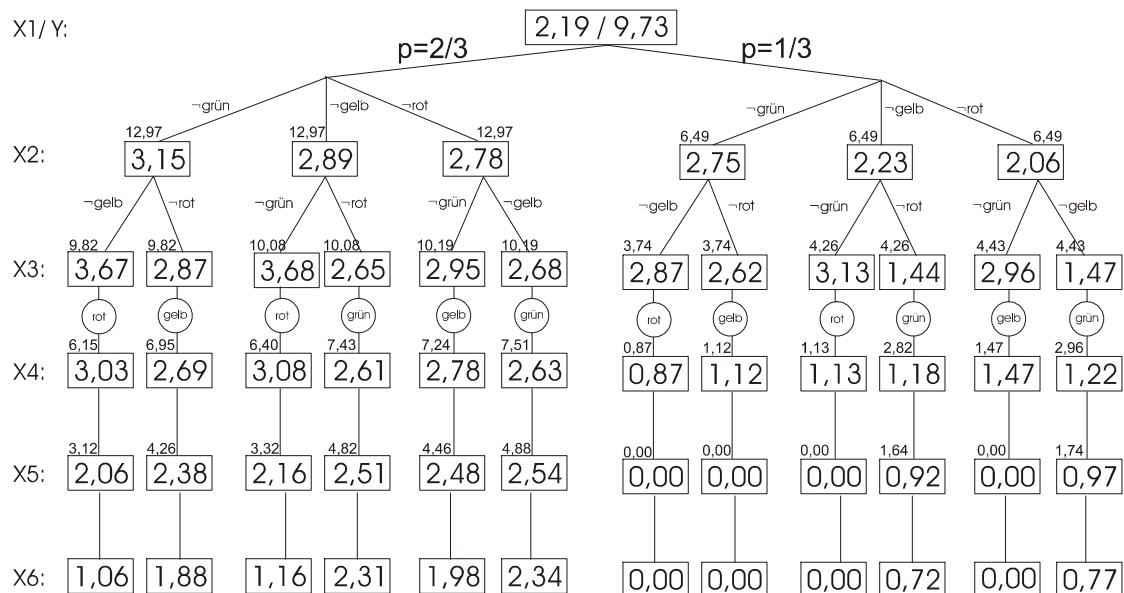 X1/ Y: 2,19 / 9,73
p=2/3 p=1/3
¬grün ¬gelb ¬rot ¬grün ¬gelb ¬rot
12,97 12,97 12,97 6,49 6,49 6,49
X2: 3,15 2,89 2,78 2,75 2,23 2,06
¬gelb ¬rot ¬grün ¬rot ¬grün ¬gelb ¬gelb ¬rot ¬grün ¬rot ¬grün ¬gelb
9,82 9,82 10,08 10,08 10,19 10,19 3,74 3,74 4,26 4,26 4,43 4,43
X3: 3,67 2,87 3,68 2,65 2,95 2,68 2,87 2,62 3,13 1,44 2,96 1,47
rot gelb rot grün gelb grün rot gelb rot grün gelb grün
6,15 6,95 6,40 7,43 7,24 7,51 0,87 1,12 1,13 2,82 1,47 2,96
X4: 3,03 2,69 3,08 2,61 2,78 2,63 0,87 1,12 1,13 1,18 1,47 1,22
3,12 4,26 3,32 4,82 4,46 4,88 0,00 0,00 0,00 1,64 0,00 1,74
X5: 2,06 2,38 2,16 2,51 2,48 2,54 0,00 0,00 0,00 0,92 0,00 0,97
X6: 1,06 1,88 1,16 2,31 1,98 2,34 0,00 0,00 0,00 0,72 0,00 0,77